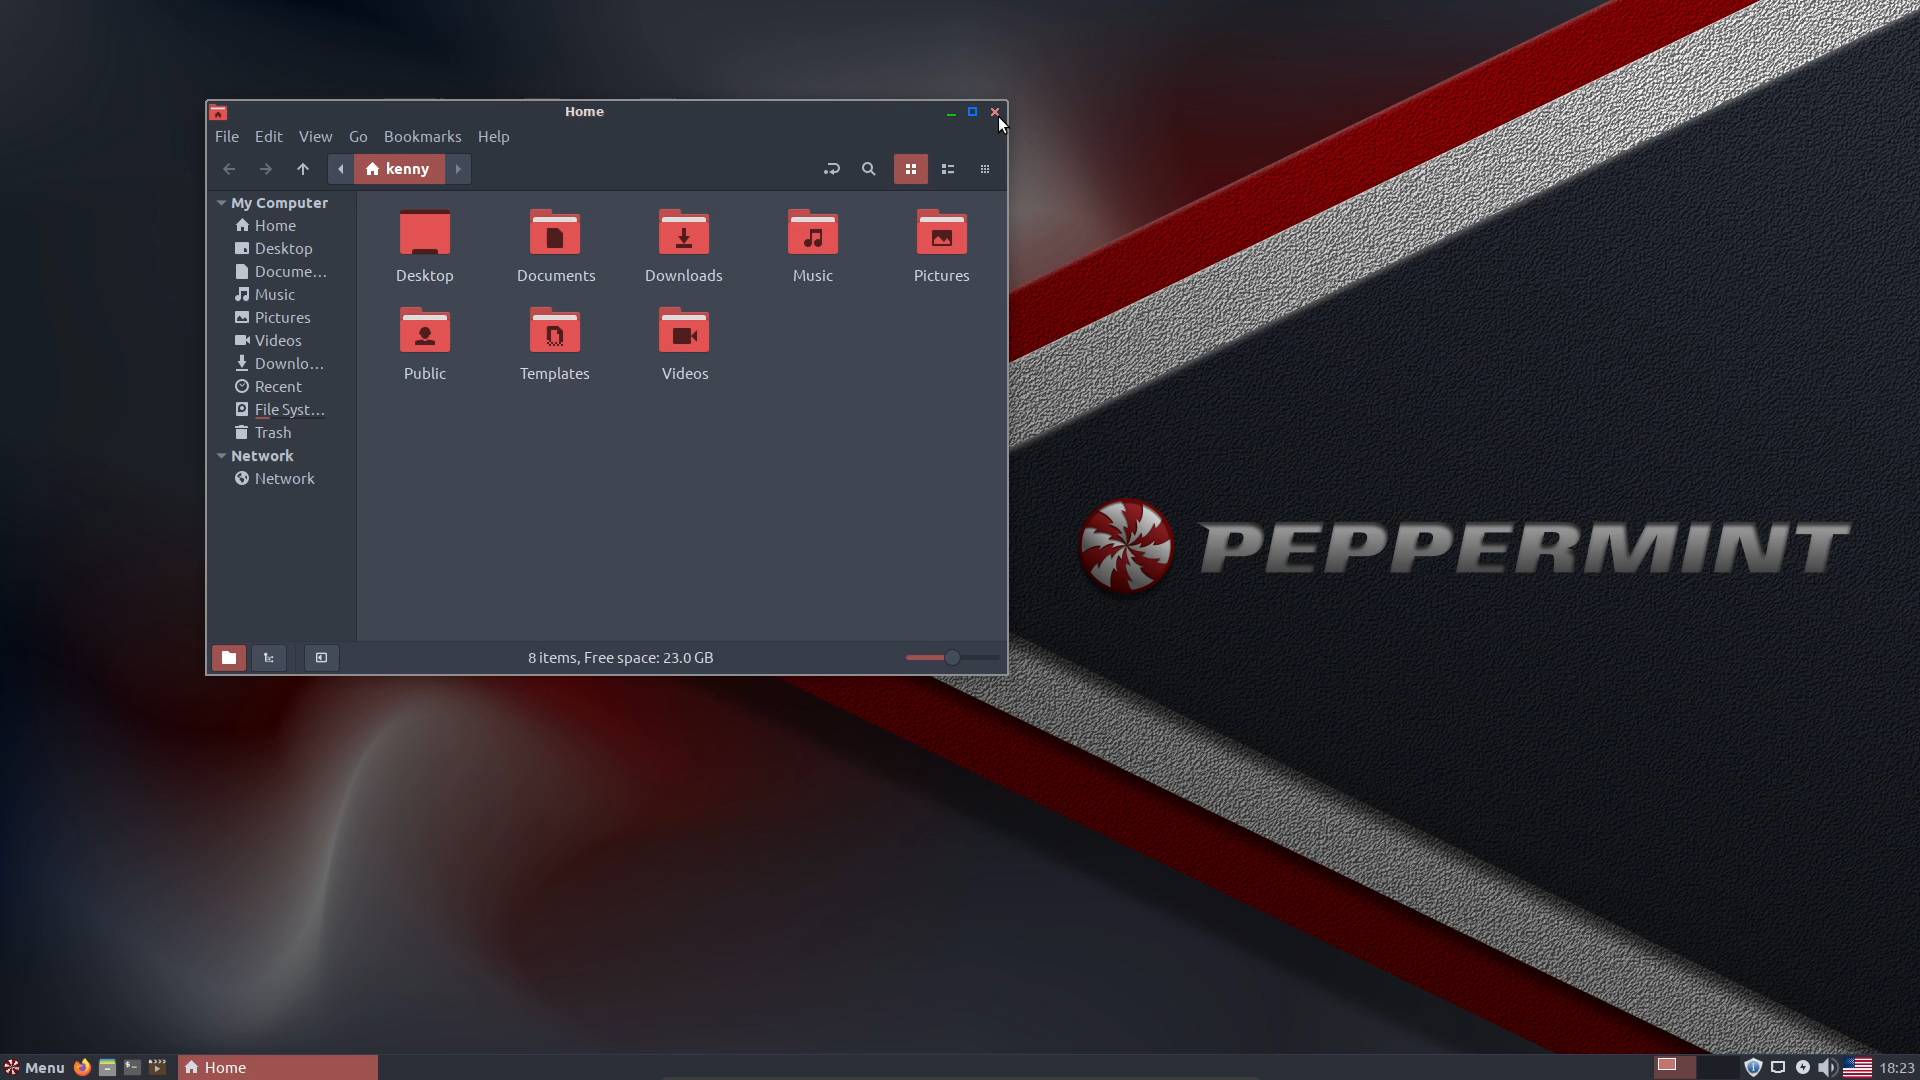 Home
File Edit View Go Bookmarks Help
kenny
My Computer
Home
Desktop
Docume...
Music
Pictures
Videos
Downlo...
Recent
File Syst...
Trash
Network
Network
Desktop Documents Downloads Music Pictures
Public Templates Videos
8 items, Free space: 23.0 GB
PEPPERMINT
Menu Home 18:23